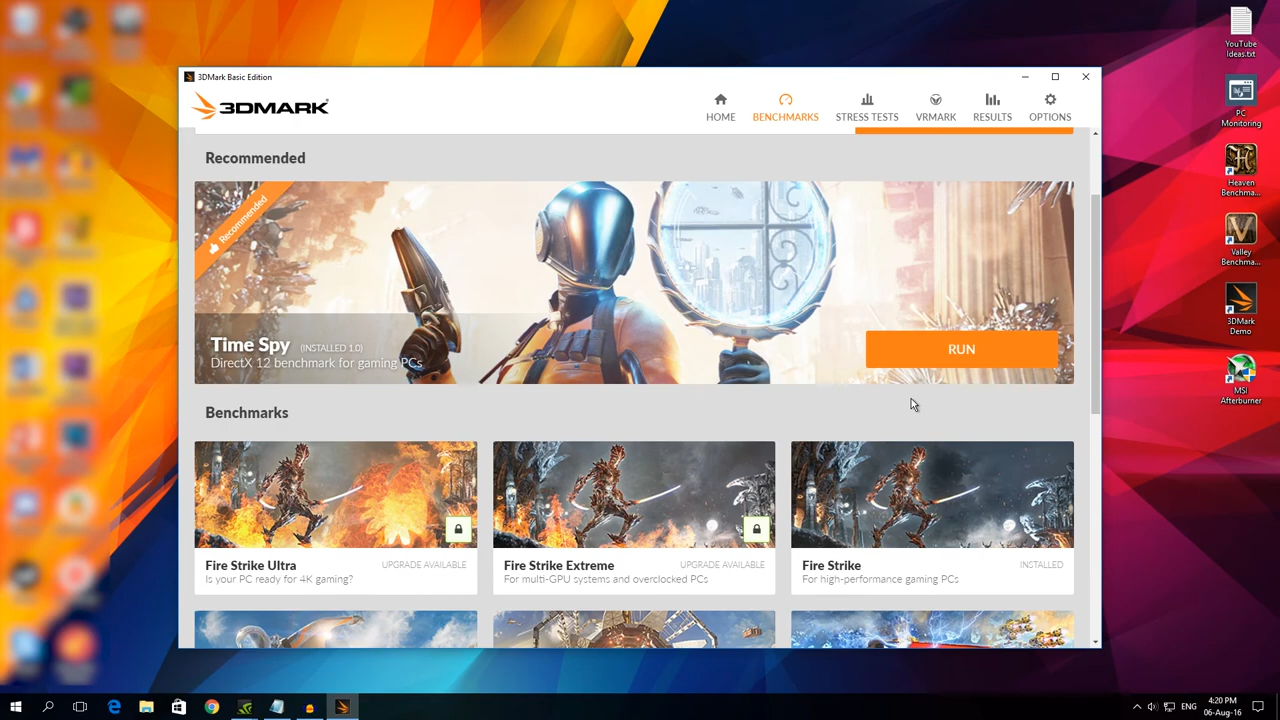 3DMark Basic Edition
3DMARK
HOME
BENCHMARKS
STRESS TESTS
VRMARK
RESULTS
OPTIONS
Recommended
Recommended
Time Spy (INSTALLED 1.0)
DirectX 12 benchmark for gaming PCs
RUN
Benchmarks
Fire Strike Ultra
UPGRADE AVAILABLE
Is your PC ready for 4K gaming?
Fire Strike Extreme
UPGRADE AVAILABLE
For multi-GPU systems and overclocked PCs
Fire Strike
INSTALLED
For high-performance gaming PCs
YouTube
Ideas.txt
PC
Monitoring
Heaven
Benchma...
Valley
Benchma...
3DMark
Demo
MSI
Afterburner
ENG
4:20 PM
06-Aug-16